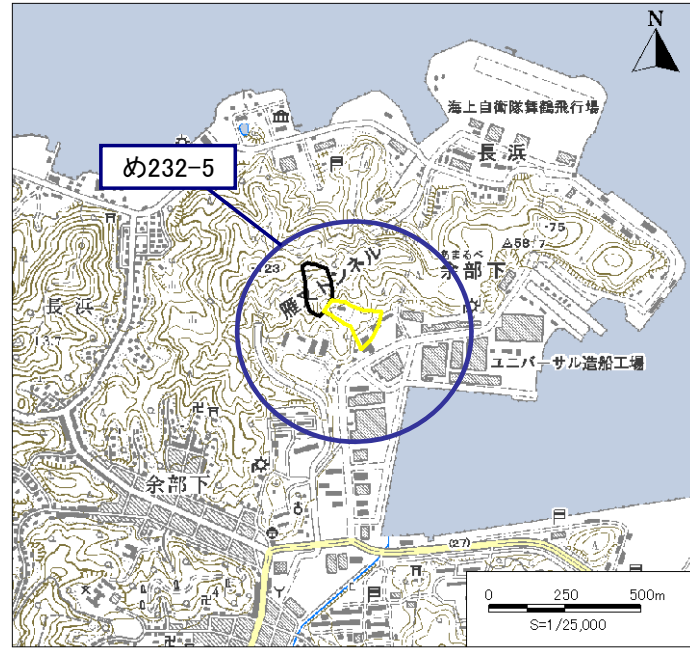 N
海上自衛隊舞鶴飛行場
長浜
め232-5
・75
58・7
あまるべ
余部下
雁又トンネル
長浜
ユニバーサル造船工場
余部下
(27)
0 250 500m
S=1/25,000